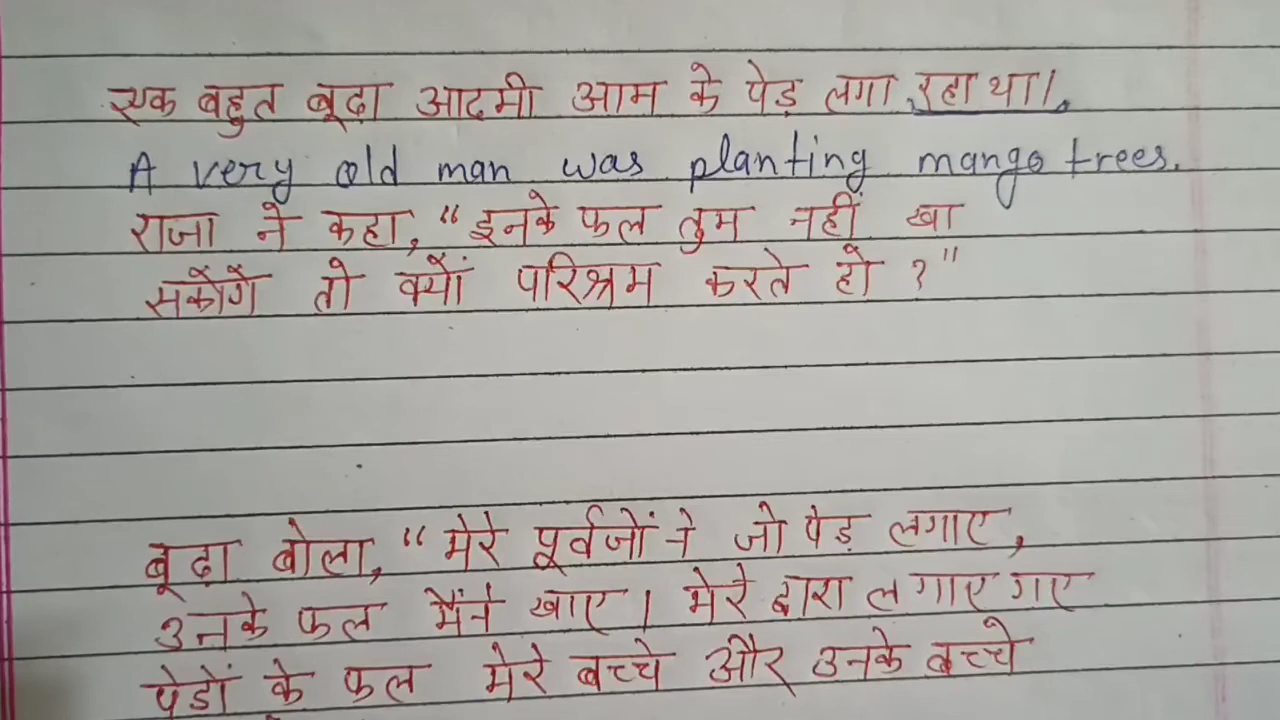 एक बहुत बूढ़ा आदमी आम के पेड़ लगा रहा था।
A very old man was planting mango trees.
राजा ने कहा, "इनके फल तुम नहीं खा
सकोगे तो क्यों परिश्रम करते हो ?"
बूढ़ा बोला, "मेरे पूर्वजों ने जो पेड़ लगाए,
उनके फल मैंने खाए। मेरे द्वारा लगाए गए
पेडों के फल मेरे बच्चे और उनके बच्चे